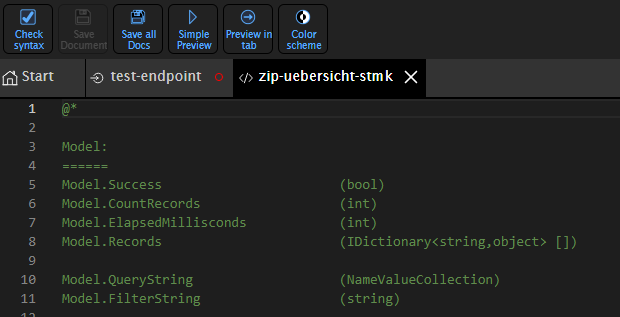 Check syntax
Save Document
Save all Docs
Simple Preview
Preview in tab
Color scheme
Start
test-endpoint
</> zip-uebersicht-stmk
1 @*
2
3 Model:
4 ======
5 Model.Success (bool)
6 Model.CountRecords (int)
7 Model.ElapsedMillisconds (int)
8 Model.Records (IDictionary<string,object> [])
9
10 Model.QueryString (NameValueCollection)
11 Model.FilterString (string)